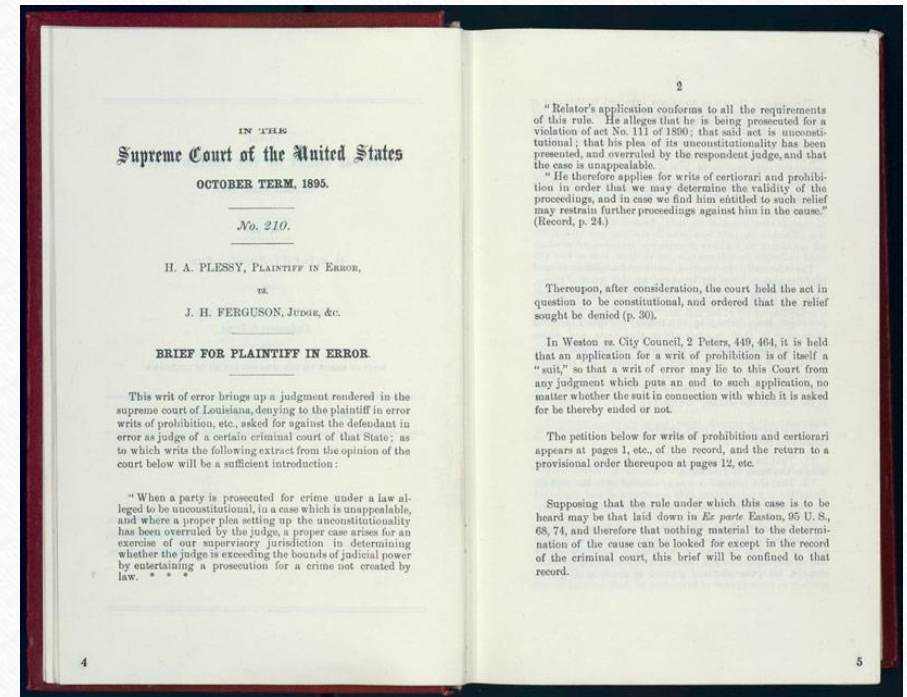 IN THE
Supreme Court of the United States
OCTOBER TERM, 1895.
No. 210.
H. A. PLESSY, PLAINTIFF IN ERROR,
vs.
J. H. FERGUSON, JUDGE, &C.
BRIEF FOR PLAINTIFF IN ERROR.
This writ of error brings up a judgment rendered in the
supreme court of Louisiana, denying to the plaintiff in error
writs of prohibition, etc., asked for against the defendant in
error as judge of a certain criminal court of that State; as
to which writs the following extract from the opinion of the
court below will be a sufficient introduction:
"When a party is prosecuted for crime under a law al-
leged to be unconstitutional, in a case which is unappealable,
and where a proper plea setting up the unconstitutionality
has been overruled by the judge, a proper case arises for an
exercise of our supervisory jurisdiction in determining
whether the judge is exceeding the bounds of judicial power
by entertaining a prosecution for a crime not created by
law. * * *
4
2
"Relator's application conforms to all the requirements
of this rule. He alleges that he is being prosecuted for a
violation of act No. 111 of 1890; that said act is unconsti-
tutional; that his plea of its unconstitutionality has been
presented, and overruled by the respondent judge, and that
the case is unappealable.
"He therefore applies for writs of certiorari and prohibi-
tion in order that we may determine the validity of the
proceedings, and in case we find him entitled to such relief
may restrain further proceedings against him in the cause."
(Record, p. 24.)
Thereupon, after consideration, the court held the act in
question to be constitutional, and ordered that the relief
sought be denied (p. 30).
In Weston vs. City Council, 2 Peters, 449, 464, it is held
that an application for a writ of prohibition is of itself a
"suit," so that a writ of error may lie to this Court from
any judgment which puts an end to such application, no
matter whether the suit in connection with which it is asked
for be thereby ended or not.
The petition below for writs of prohibition and certiorari
appears at pages 1, etc., of the record, and the return to a
provisional order thereupon at pages 12, etc.
Supposing that the rule under which this case is to be
heard may be that laid down in Ex parte Easton, 95 U. S.,
68, 74, and therefore that nothing material to the determi-
nation of the cause can be looked for except in the record
of the criminal court, this brief will be confined to that
record.
5